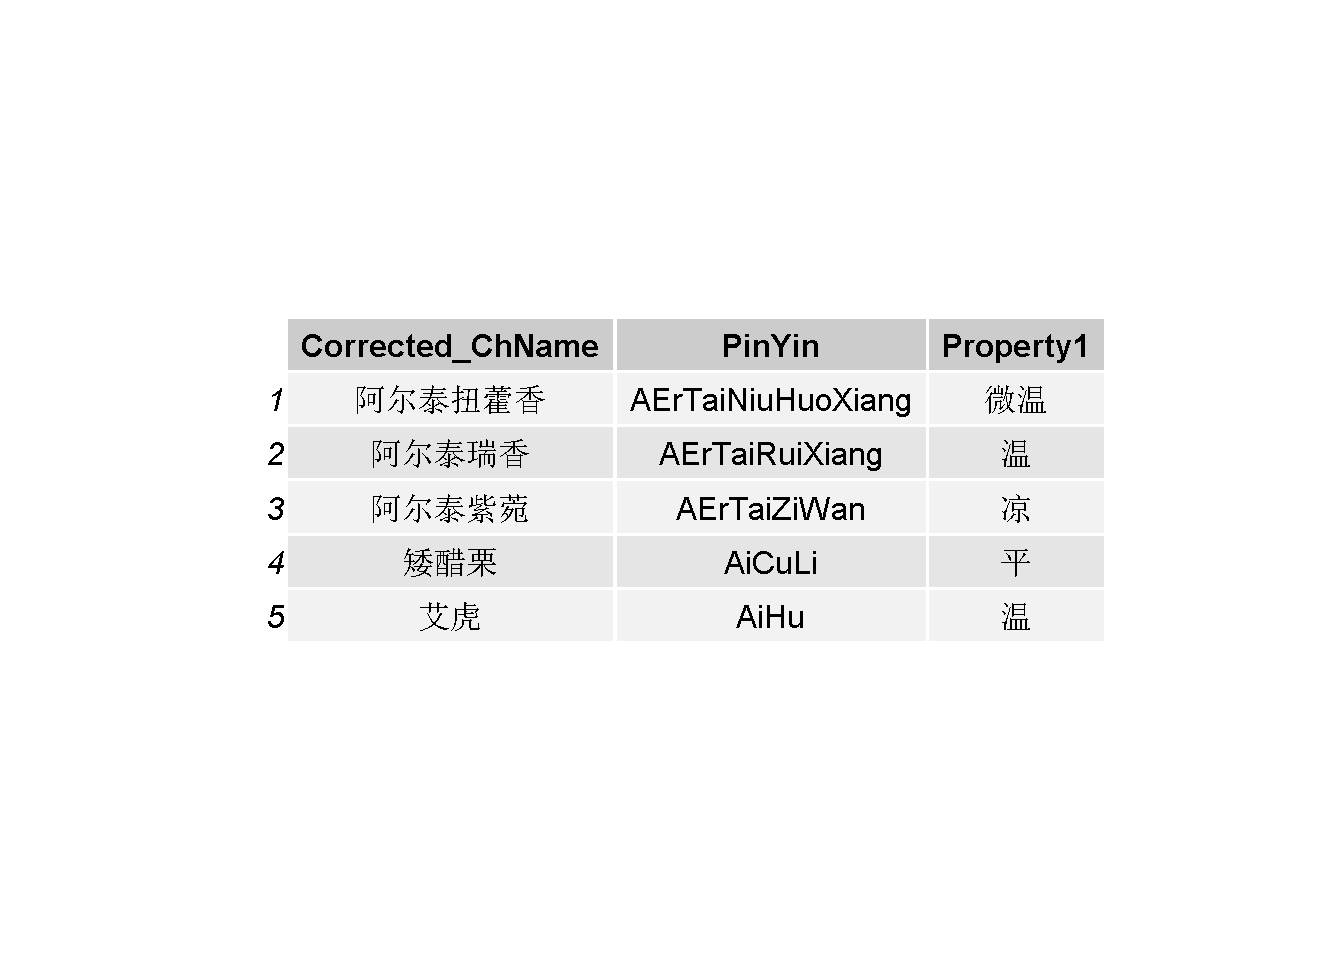 Corrected_ChName PinYin Property1
1 阿尔泰扭藿香 AErTaiNiuHuoXiang 微温
2 阿尔泰瑞香 AErTaiRuiXiang 温
3 阿尔泰紫菀 AErTaiZiWan 凉
4 矮醋栗 AiCuLi 平
5 艾虎 AiHu 温